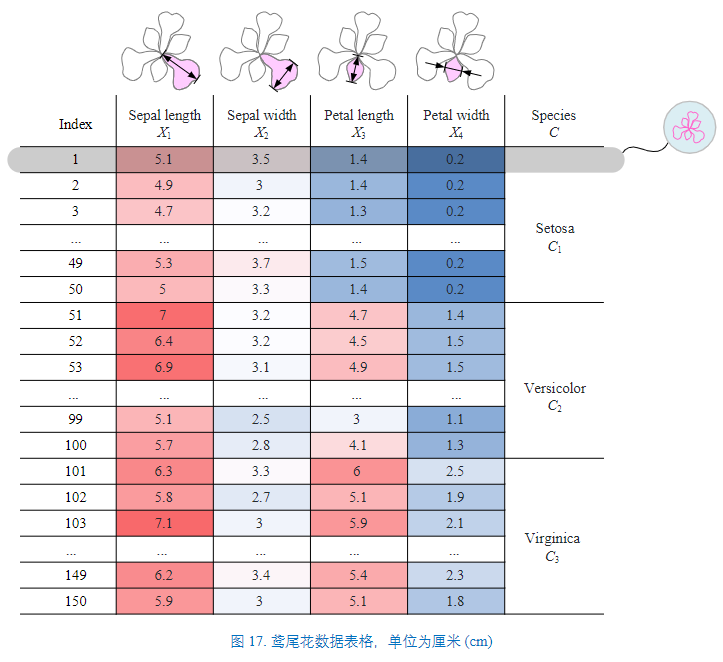 Index Sepal length X1 Sepal width X2 Petal length X3 Petal width X4 Species C
1 5.1 3.5 1.4 0.2
2 4.9 3 1.4 0.2
3 4.7 3.2 1.3 0.2
... ... ... ... ...
49 5.3 3.7 1.5 0.2
50 5 3.3 1.4 0.2
Setosa C1
51 7 3.2 4.7 1.4
52 6.4 3.2 4.5 1.5
53 6.9 3.1 4.9 1.5
... ... ... ... ...
99 5.1 2.5 3 1.1
100 5.7 2.8 4.1 1.3
Versicolor C2
101 6.3 3.3 6 2.5
102 5.8 2.7 5.1 1.9
103 7.1 3 5.9 2.1
... ... ... ... ...
149 6.2 3.4 5.4 2.3
150 5.9 3 5.1 1.8
Virginica C3
图 17. 鸢尾花数据表格，单位为厘米 (cm)